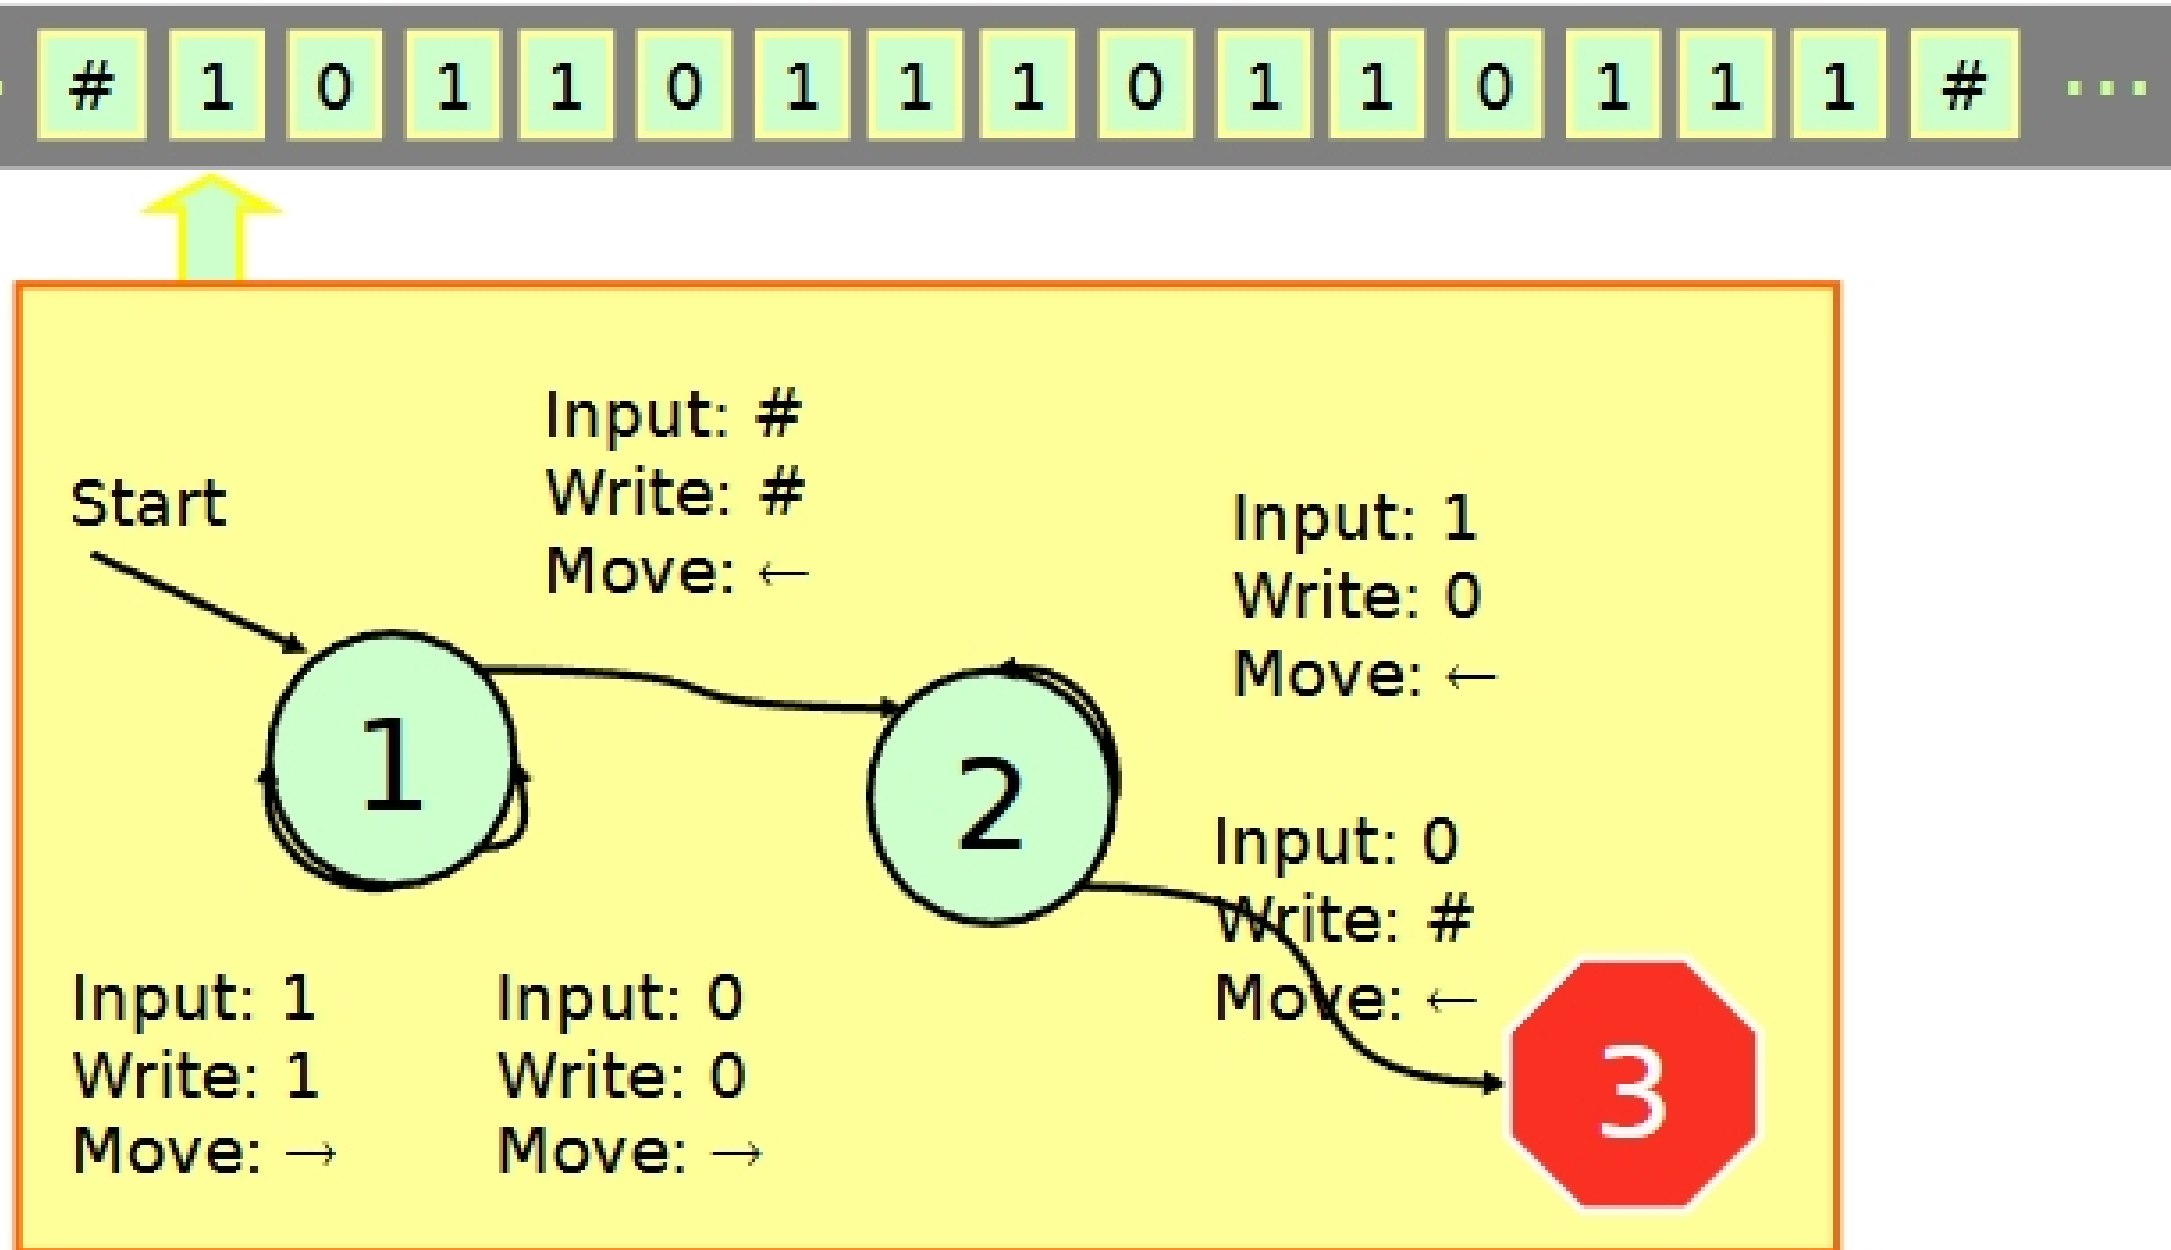 # 1 0 1 1 0 1 1 1 0 1 1 0 1 1 1 # ...
Input: #
Write: #
Move: ←
Start
Input: 1
Write: 0
Move: ←
1
2
Input: 0
Write: #
Move: ←
3
Input: 1
Write: 1
Move: →
Input: 0
Write: 0
Move: →